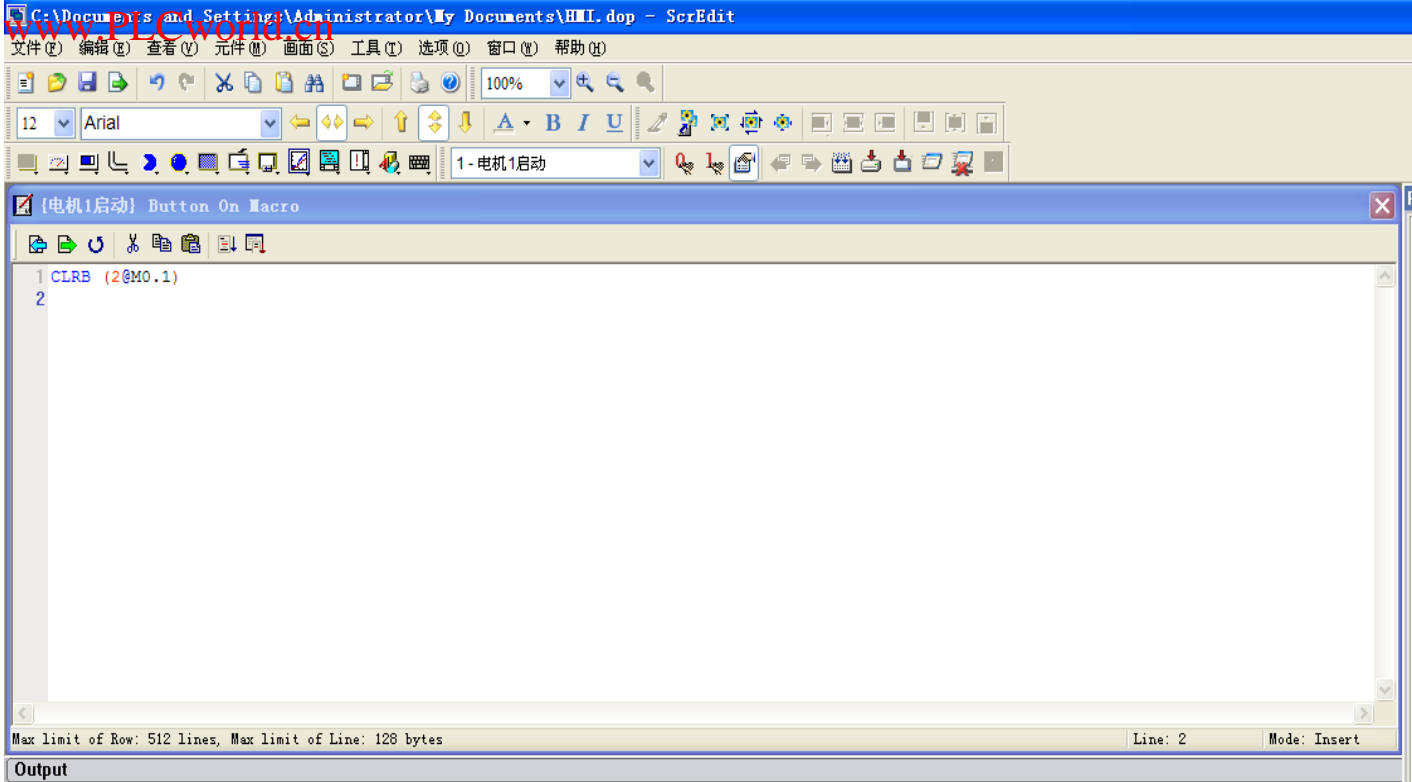 C:\Documents and Settings\Administrator\My Documents\HMI.dop - ScrEdit
www.PLCworld.cn
文件(F) 编辑(E) 查看(V) 元件(M) 画面(S) 工具(T) 选项(O) 窗口(W) 帮助(H)
100%
12 Arial A B I U
1 - 电机1启动
{电机1启动} Button On Macro
1 CLRB (2@M0.1)
2
Max limit of Row: 512 lines, Max limit of Line: 128 bytes Line: 2 Mode: Insert
Output